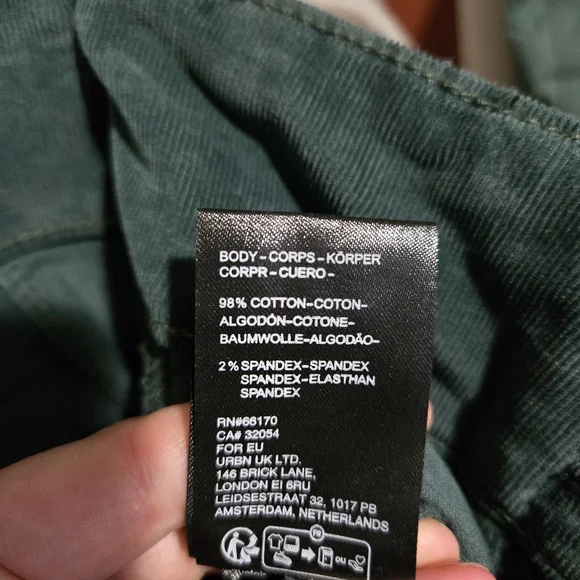 BODY-CORPS-KÖRPER
CORPR-CUERO-
98% COTTON-COTON-
ALGODÓN-COTONE-
BAUMWOLLE-ALGODÃO-
2% SPANDEX-SPANDEX
SPANDEX-ELASTHAN
SPANDEX
RN#66170
CA# 32054
FOR EU
URBN UK LTD.
146 BRICK LANE,
LONDON E1 6RU
LEIDSESTRAAT 32, 1017 PB
AMSTERDAM, NETHERLANDS
FR
OU